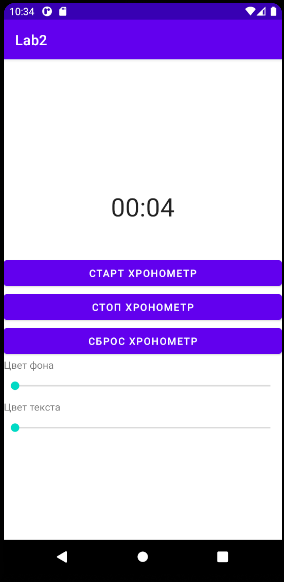 10:34
Lab2
00:04
СТАРТ ХРОНОМЕТР
СТОП ХРОНОМЕТР
СБРОС ХРОНОМЕТР
Цвет фона
Цвет текста